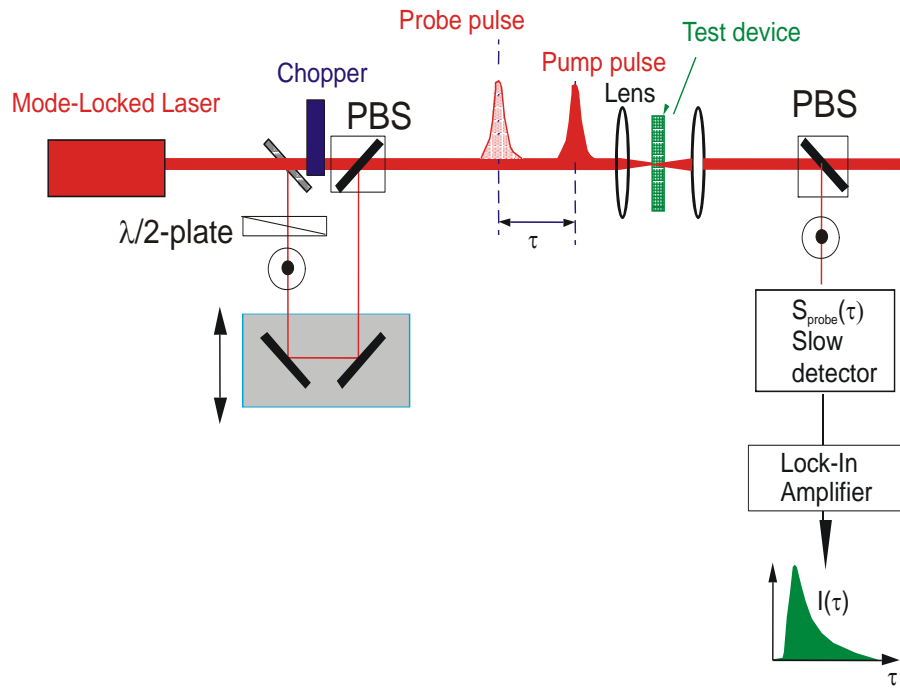 Probe pulse
Test device
Chopper
Pump pulse
Mode-Locked Laser
PBS
Lens
PBS
λ/2-plate
τ
Sprobe(τ)
Slow
detector
Lock-In
Amplifier
I(τ)
τ